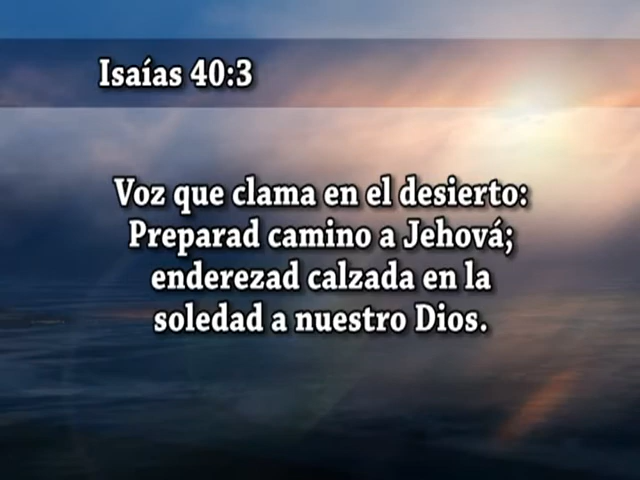 Isaías 40:3
Voz que clama en el desierto:
Preparad camino a Jehová;
enderezad calzada en la
soledad a nuestro Dios.